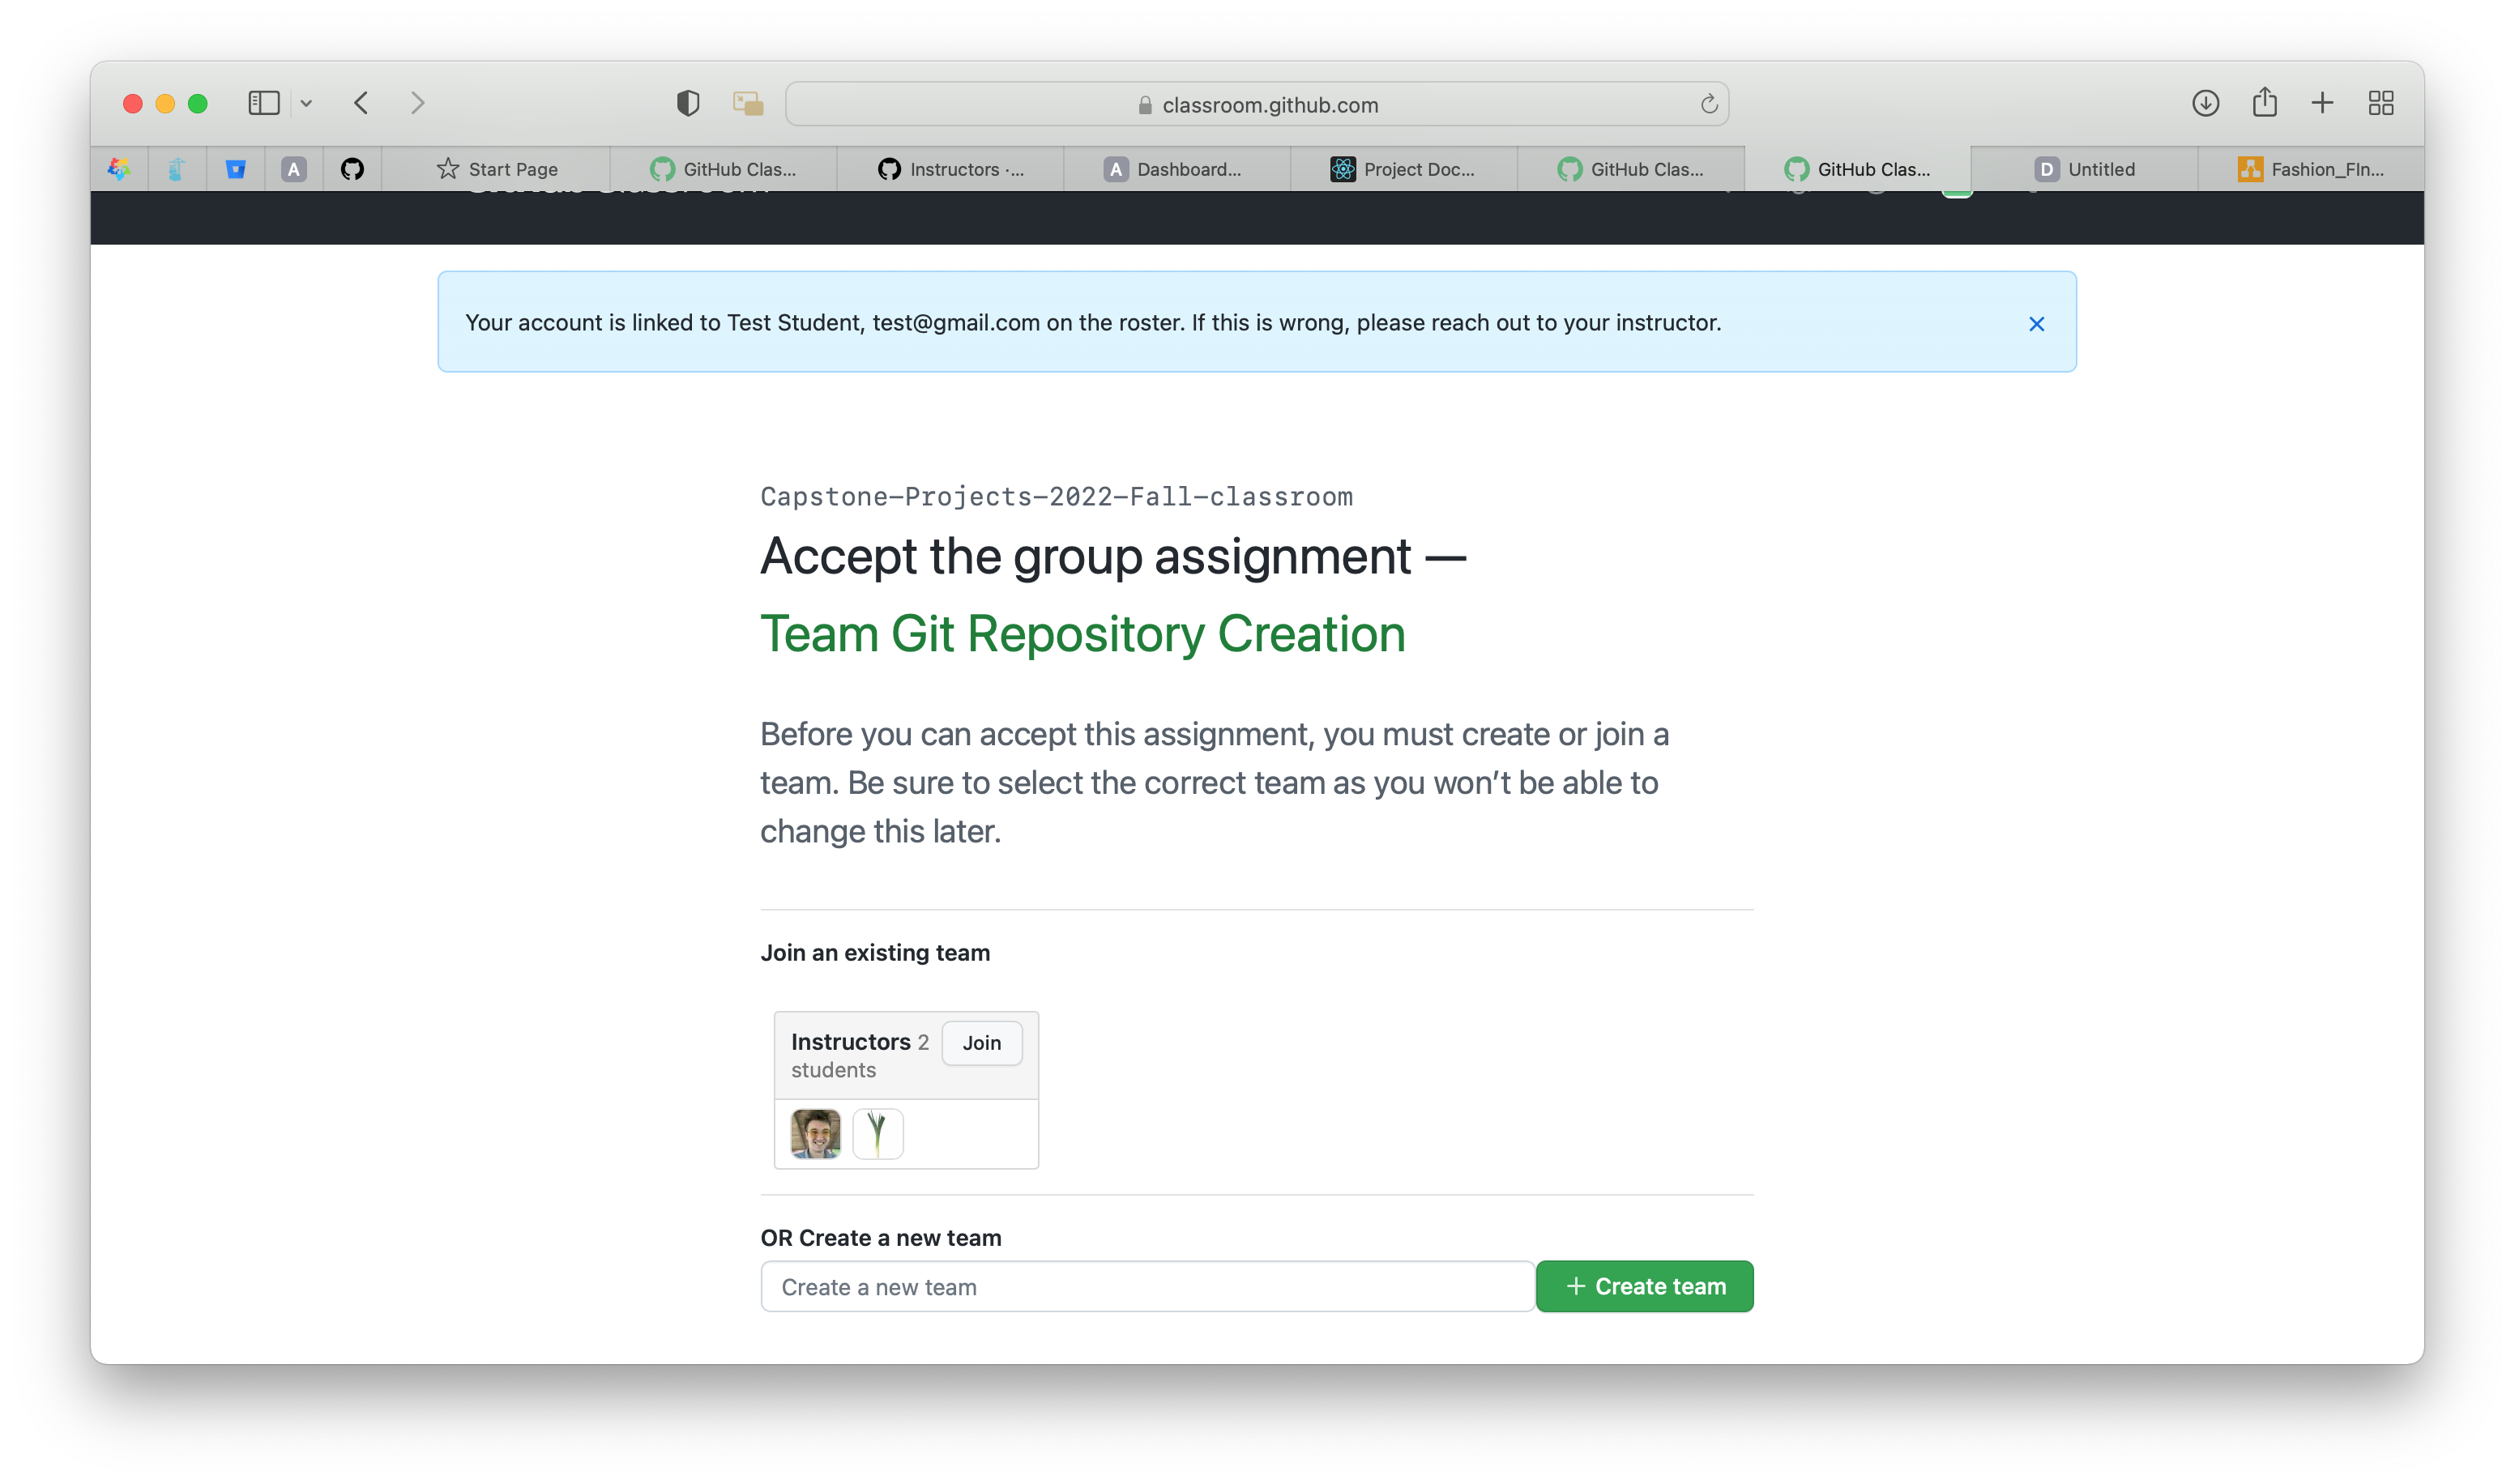 classroom.github.com
A
Start Page
GitHub Clas...
Instructors ·...
A Dashboard...
Project Doc...
GitHub Clas...
GitHub Clas...
D Untitled
Fashion_FIn...
Your account is linked to Test Student, test@gmail.com on the roster. If this is wrong, please reach out to your instructor.
Capstone-Projects-2022-Fall-classroom
Accept the group assignment —
Team Git Repository Creation
Before you can accept this assignment, you must create or join a
team. Be sure to select the correct team as you won’t be able to
change this later.
Join an existing team
Instructors 2
students
Join
OR Create a new team
Create a new team
+ Create team